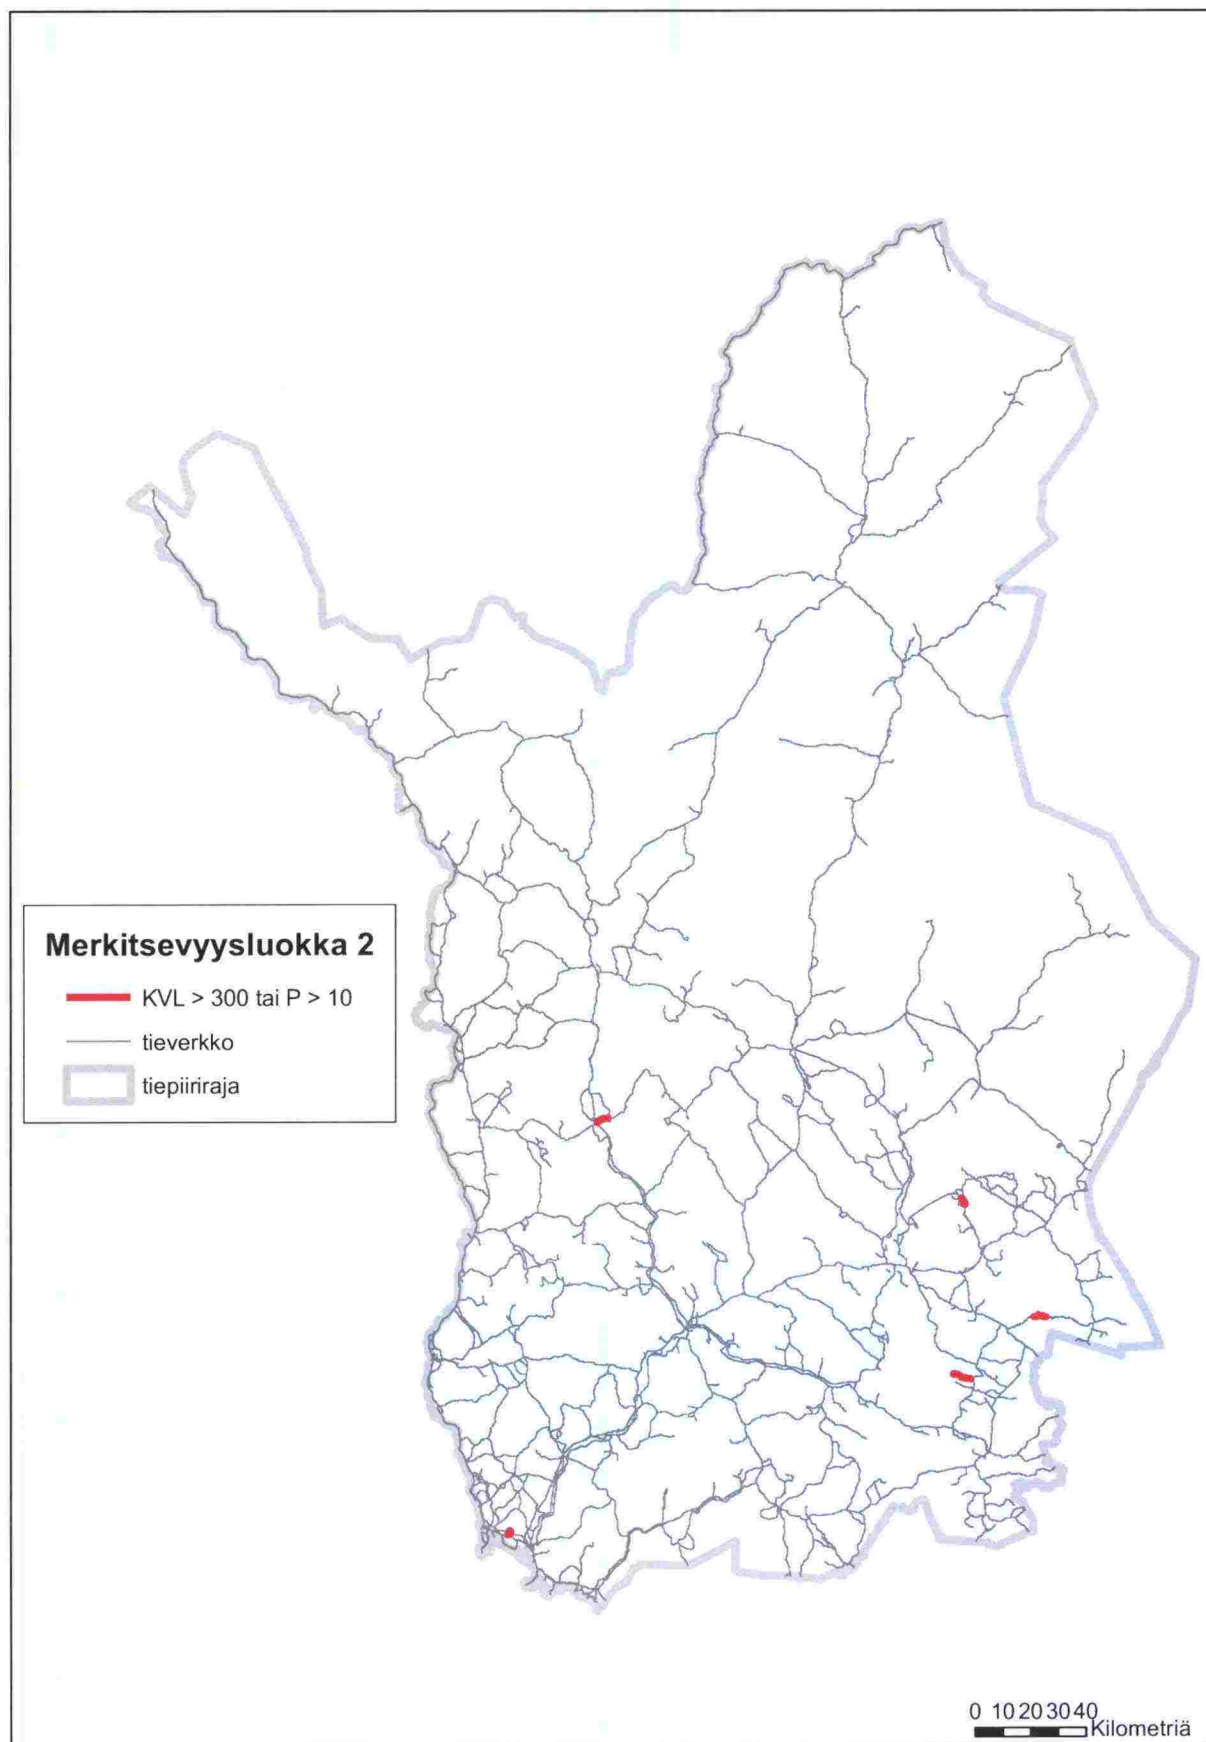 Merkitsevyysluokka 2
KVL > 300 tai P > 10
tieverkko
tiepiiriraja
0 10 20 30 40
Kilometriä